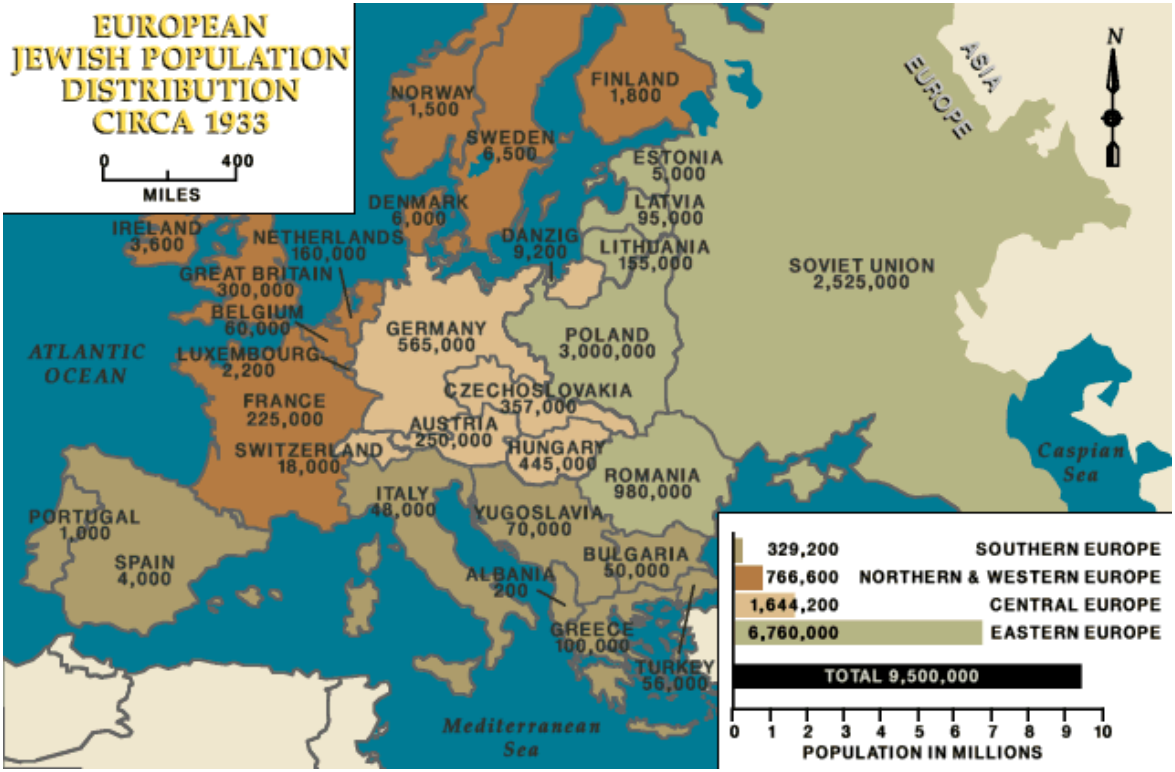 EUROPEAN
JEWISH POPULATION
DISTRIBUTION
CIRCA 1933
0 400
MILES
N
ASIA
EUROPE
NORWAY
1,500
SWEDEN
6,500
FINLAND
1,800
ESTONIA
5,000
LATVIA
95,000
LITHUANIA
155,000
DENMARK
6,000
DANZIG
9,200
IRELAND
3,600
NETHERLANDS
160,000
GREAT BRITAIN
300,000
BELGIUM
60,000
LUXEMBOURG
2,200
GERMANY
565,000
POLAND
3,000,000
SOVIET UNION
2,525,000
ATLANTIC
OCEAN
FRANCE
225,000
CZECHOSLOVAKIA
357,000
AUSTRIA
250,000
SWITZERLAND
18,000
HUNGARY
445,000
ROMANIA
980,000
Caspian
Sea
ITALY
48,000
YUGOSLAVIA
70,000
PORTUGAL
1,000
SPAIN
4,000
BULGARIA
50,000
ALBANIA
200
GREECE
100,000
TURKEY
56,000
Mediterranean
Sea
329,200 SOUTHERN EUROPE
766,600 NORTHERN & WESTERN EUROPE
1,644,200 CENTRAL EUROPE
6,760,000 EASTERN EUROPE
TOTAL 9,500,000
0 1 2 3 4 5 6 7 8 9 10
POPULATION IN MILLIONS